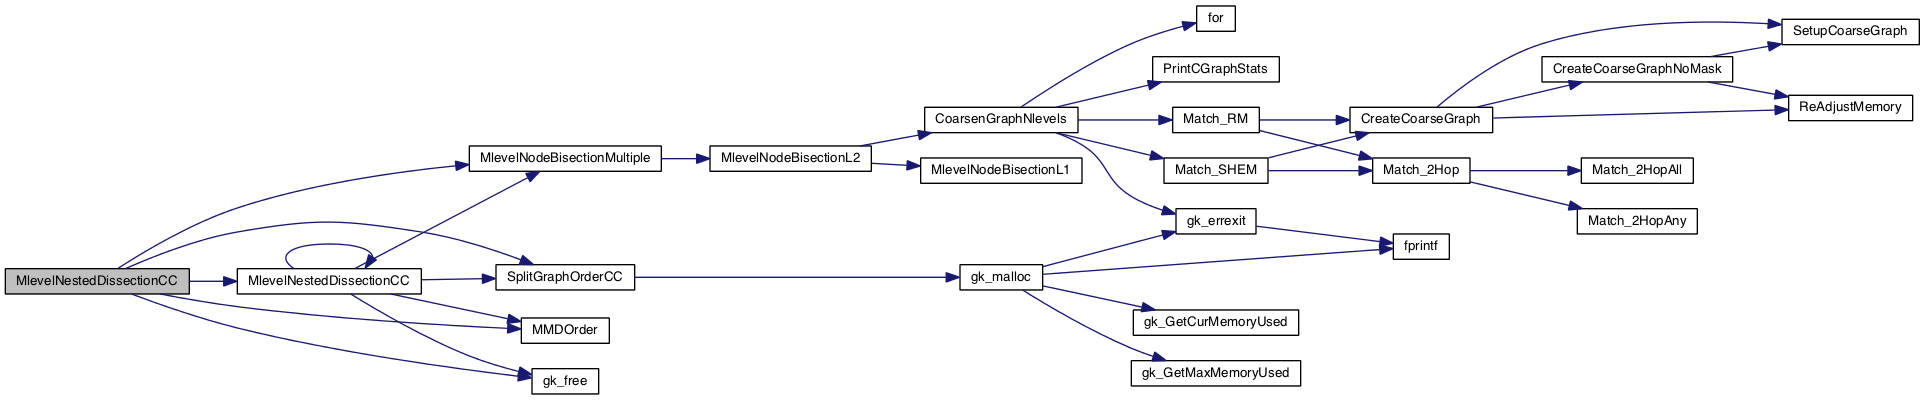 MlevelNestedDissectionCC
MlevelNestedDissectionCC
MlevelNodeBisectionMultiple
SplitGraphOrderCC
MMDOrder
gk_free
MlevelNodeBisectionL2
CoarsenGraphNlevels
MlevelNodeBisectionL1
gk_malloc
for
PrintCGraphStats
Match_RM
Match_SHEM
gk_errexit
gk_GetCurMemoryUsed
gk_GetMaxMemoryUsed
CreateCoarseGraph
Match_2Hop
fprintf
CreateCoarseGraphNoMask
Match_2HopAll
Match_2HopAny
SetupCoarseGraph
ReAdjustMemory